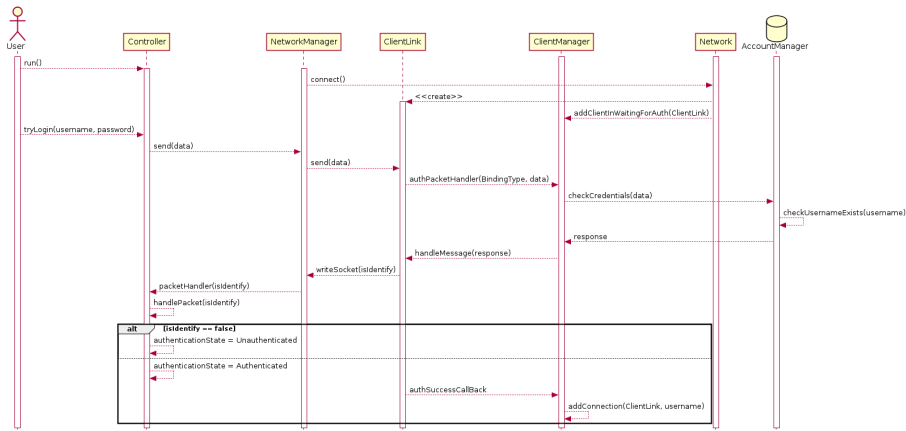 User
Controller
NetworkManager
ClientLink
ClientManager
Network
AccountManager
run()
connect()
<<create>>
addClientInWaitingForAuth(ClientLink)
tryLogin(username, password)
send(data)
send(data)
authPacketHandler(BindingType, data)
checkCredentials(data)
checkUsernameExists(username)
response
handleMessage(response)
writeSocket(isIdentify)
packetHandler(isIdentify)
handlePacket(isIdentify)
alt [isIdentify == false]
authenticationState = Unauthenticated
authenticationState = Authenticated
authSuccessCallBack
addConnection(ClientLink, username)